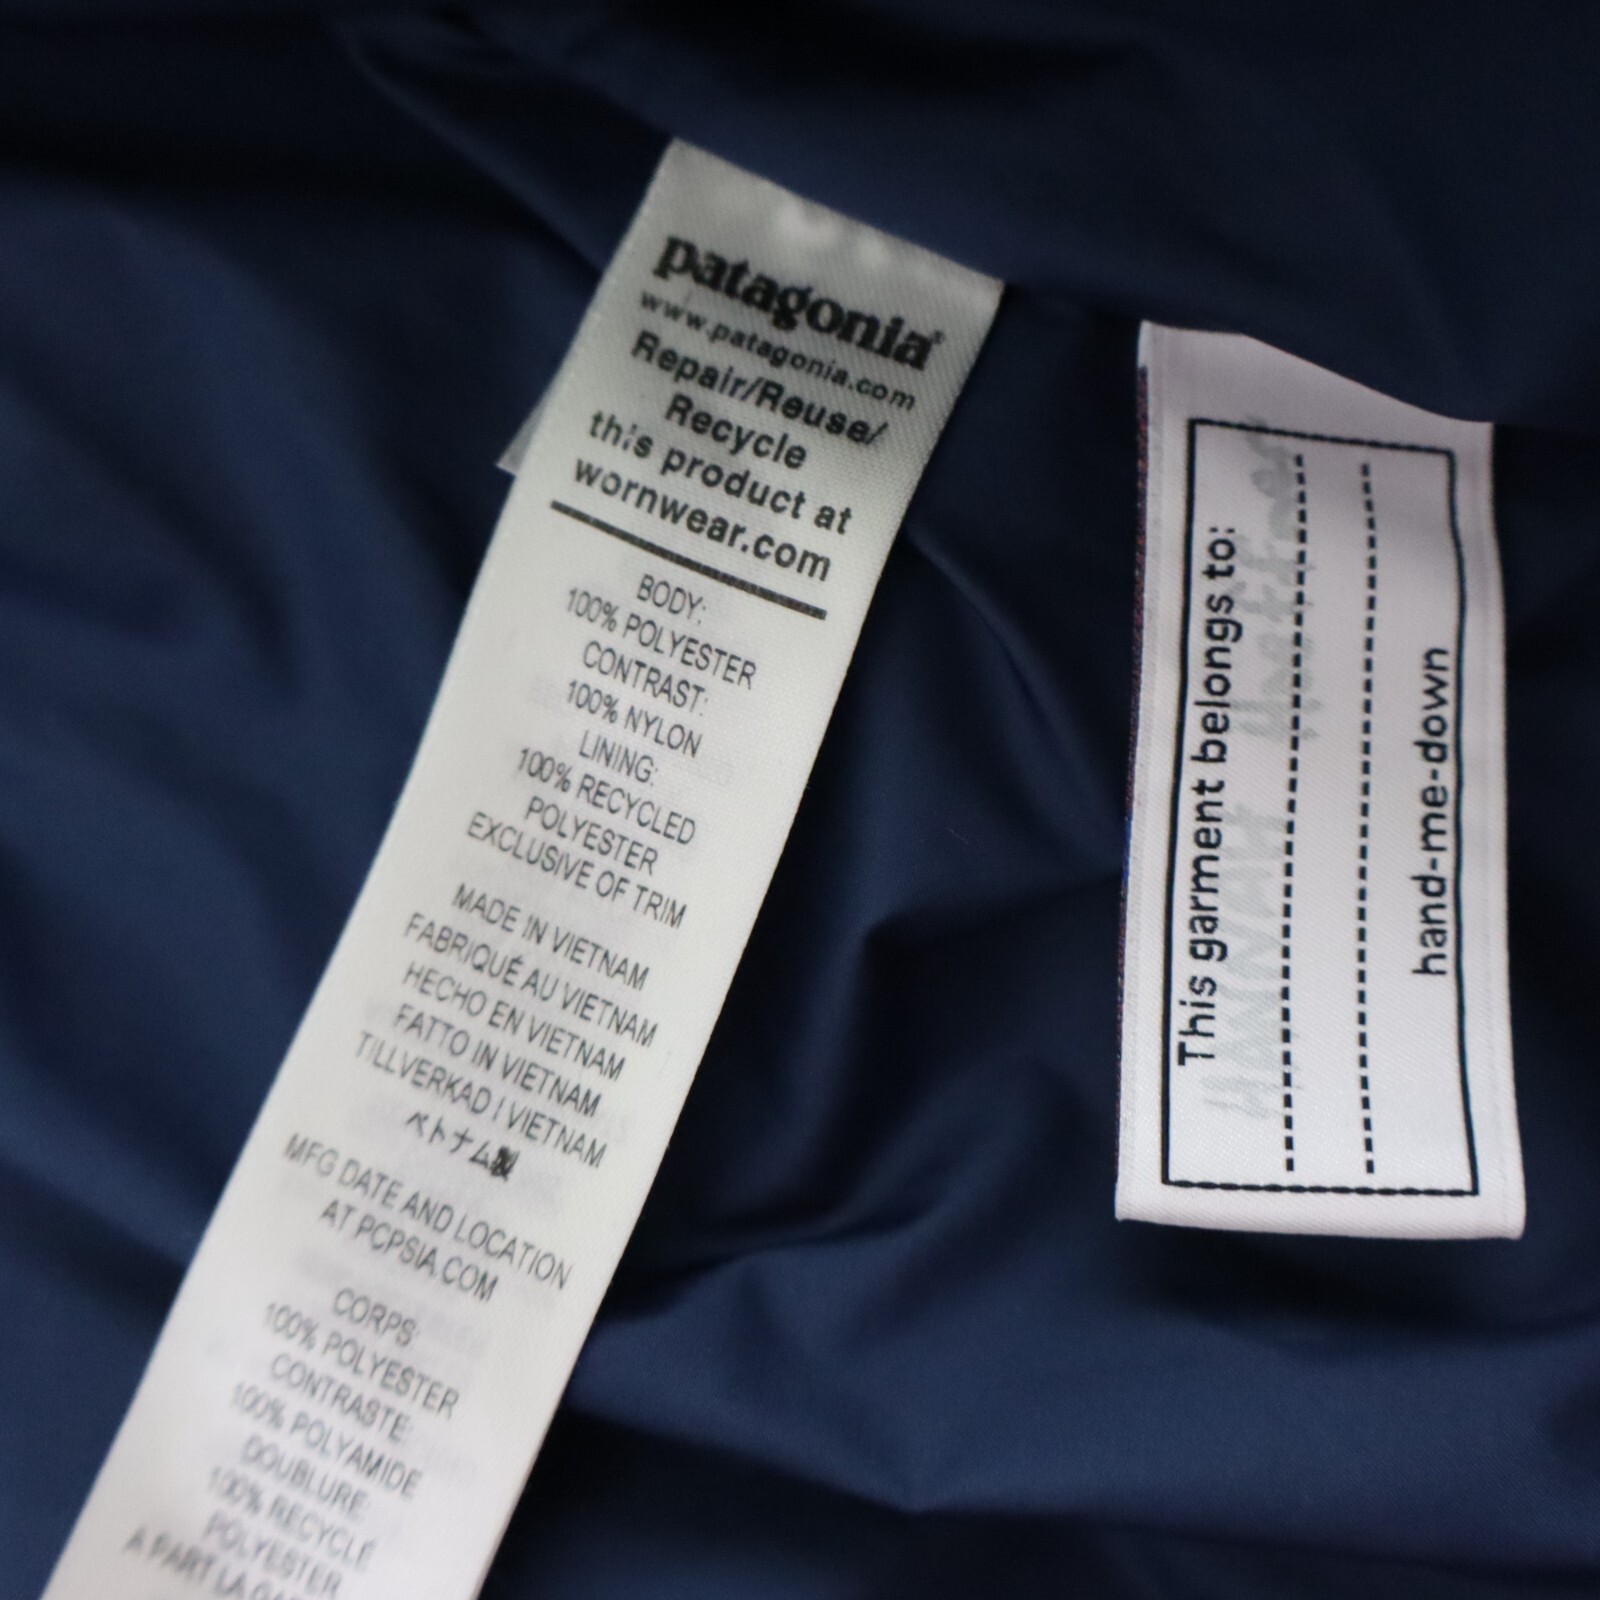 patagonia®
www.patagonia.com
Repair/Reuse/
Recycle
this product at
wornwear.com
BODY:
100% POLYESTER
CONTRAST:
100% NYLON
LINING:
100% RECYCLED
POLYESTER
EXCLUSIVE OF TRIM
MADE IN VIETNAM
FABRIQUÉ AU VIETNAM
HECHO EN VIETNAM
FATTO IN VIETNAM
TILLVERKAD I VIETNAM
ベトナム製
MFG DATE AND LOCATION
AT PCPSIA.COM
CORPS:
100% POLYESTER
CONTRASTE:
100% POLYAMIDE
DOUBLURE:
100% RECYCLÉ
POLYESTER
A PART LA
This garment belongs to:
hand-me-down